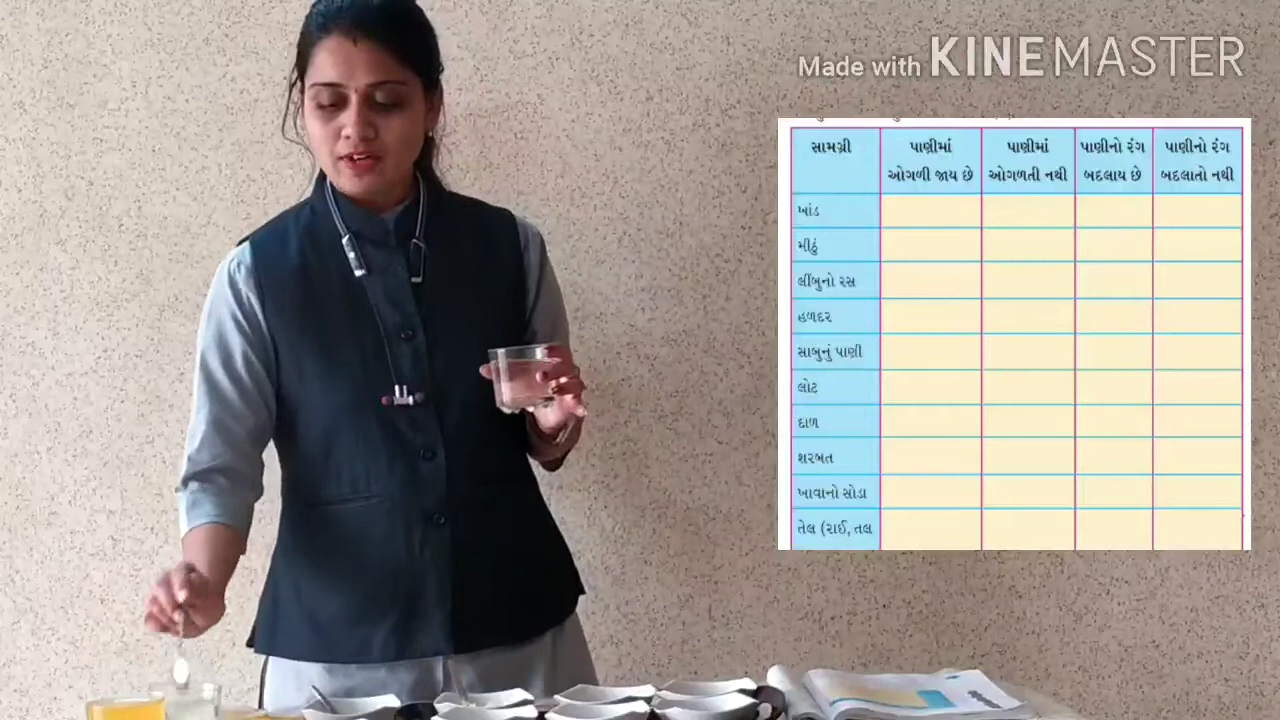 Made with KINEMASTER
સામગ્રી
પાણીમાં
ઓગળી જાય છે
પાણીમાં
ઓગળતી નથી
પાણીનો રંગ
બદલાય છે
પાણીનો રંગ
બદલાતો નથી
ખાંડ
મીઠું
લીંબુનો રસ
હળદર
સાબુનું પાણી
લોટ
દાળ
શરબત
ખાવાનો સોડા
તેલ (રાઈ, તલ